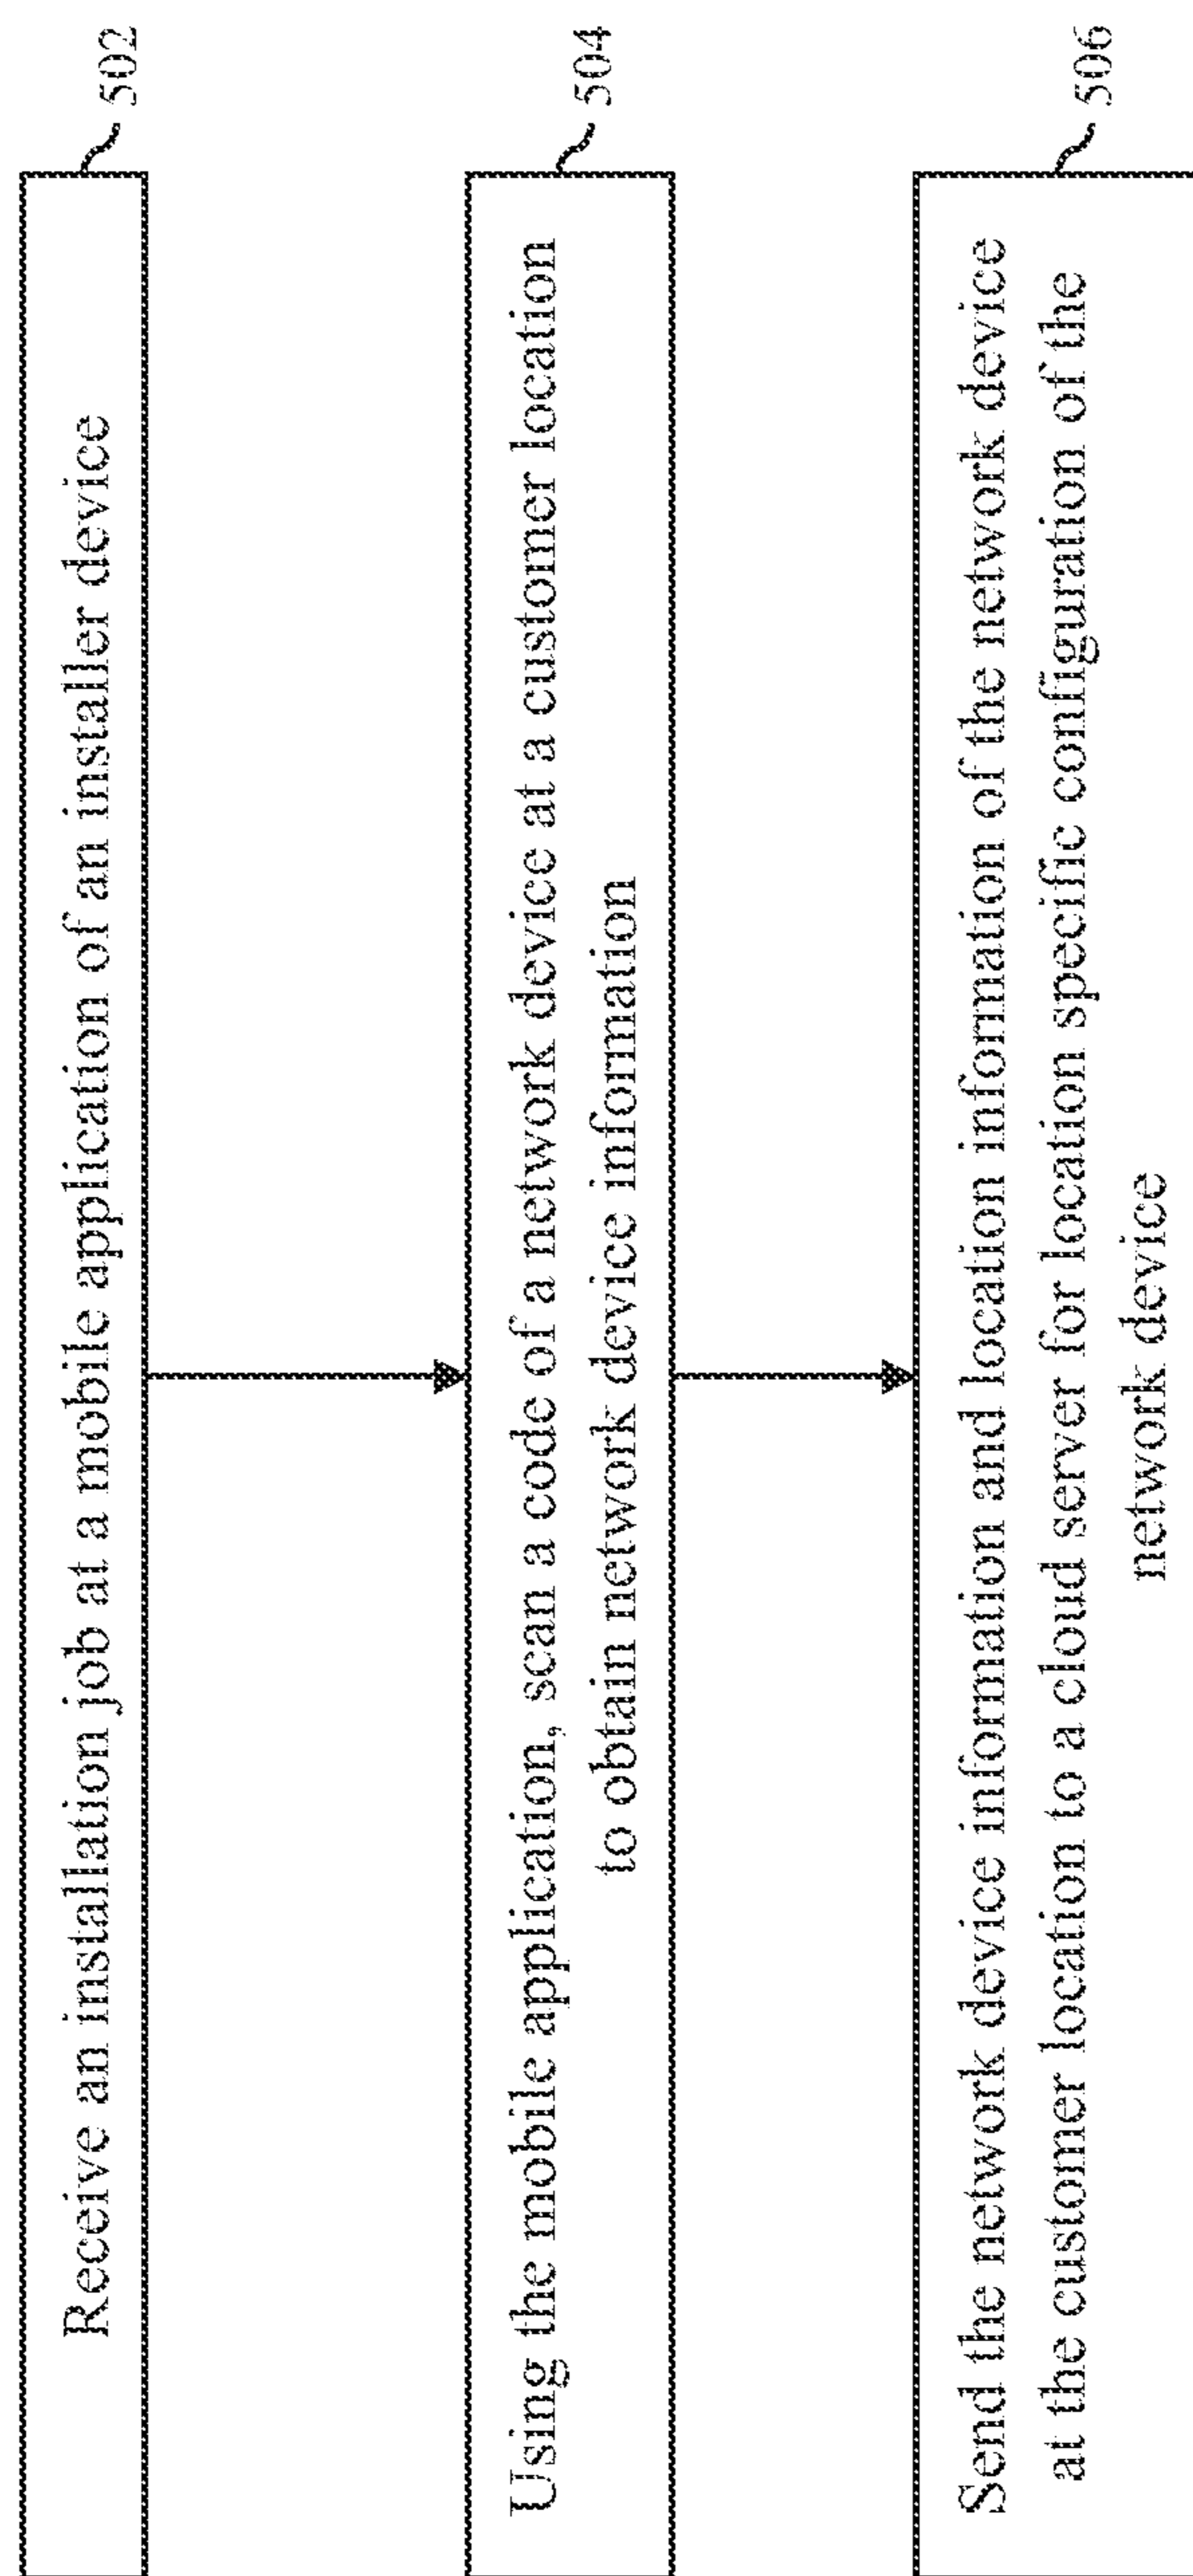 Receive an installation job at a mobile application of an installer device
502
Using the mobile application, scan a code of a network device at a customer location
to obtain network device information
504
Send the network device information and location information of the network device
at the customer location to a cloud server for location specific configuration of the
network device
506